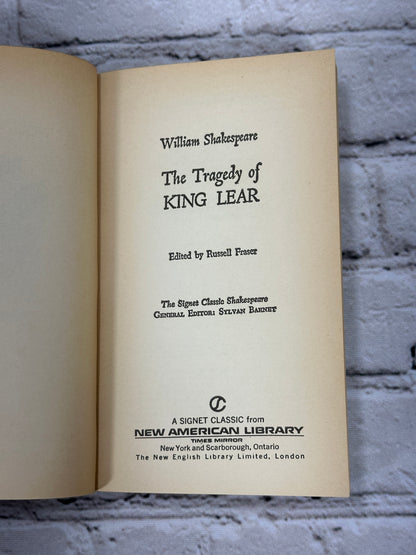 William Shakespeare
The Tragedy of
KING LEAR
Edited by Russell Fraser
The Signet Classic Shakespeare
GENERAL EDITOR: SYLVAN BARNET
A SIGNET CLASSIC from
NEW AMERICAN LIBRARY
TIMES MIRROR
New York and Scarborough, Ontario
The New English Library Limited, London